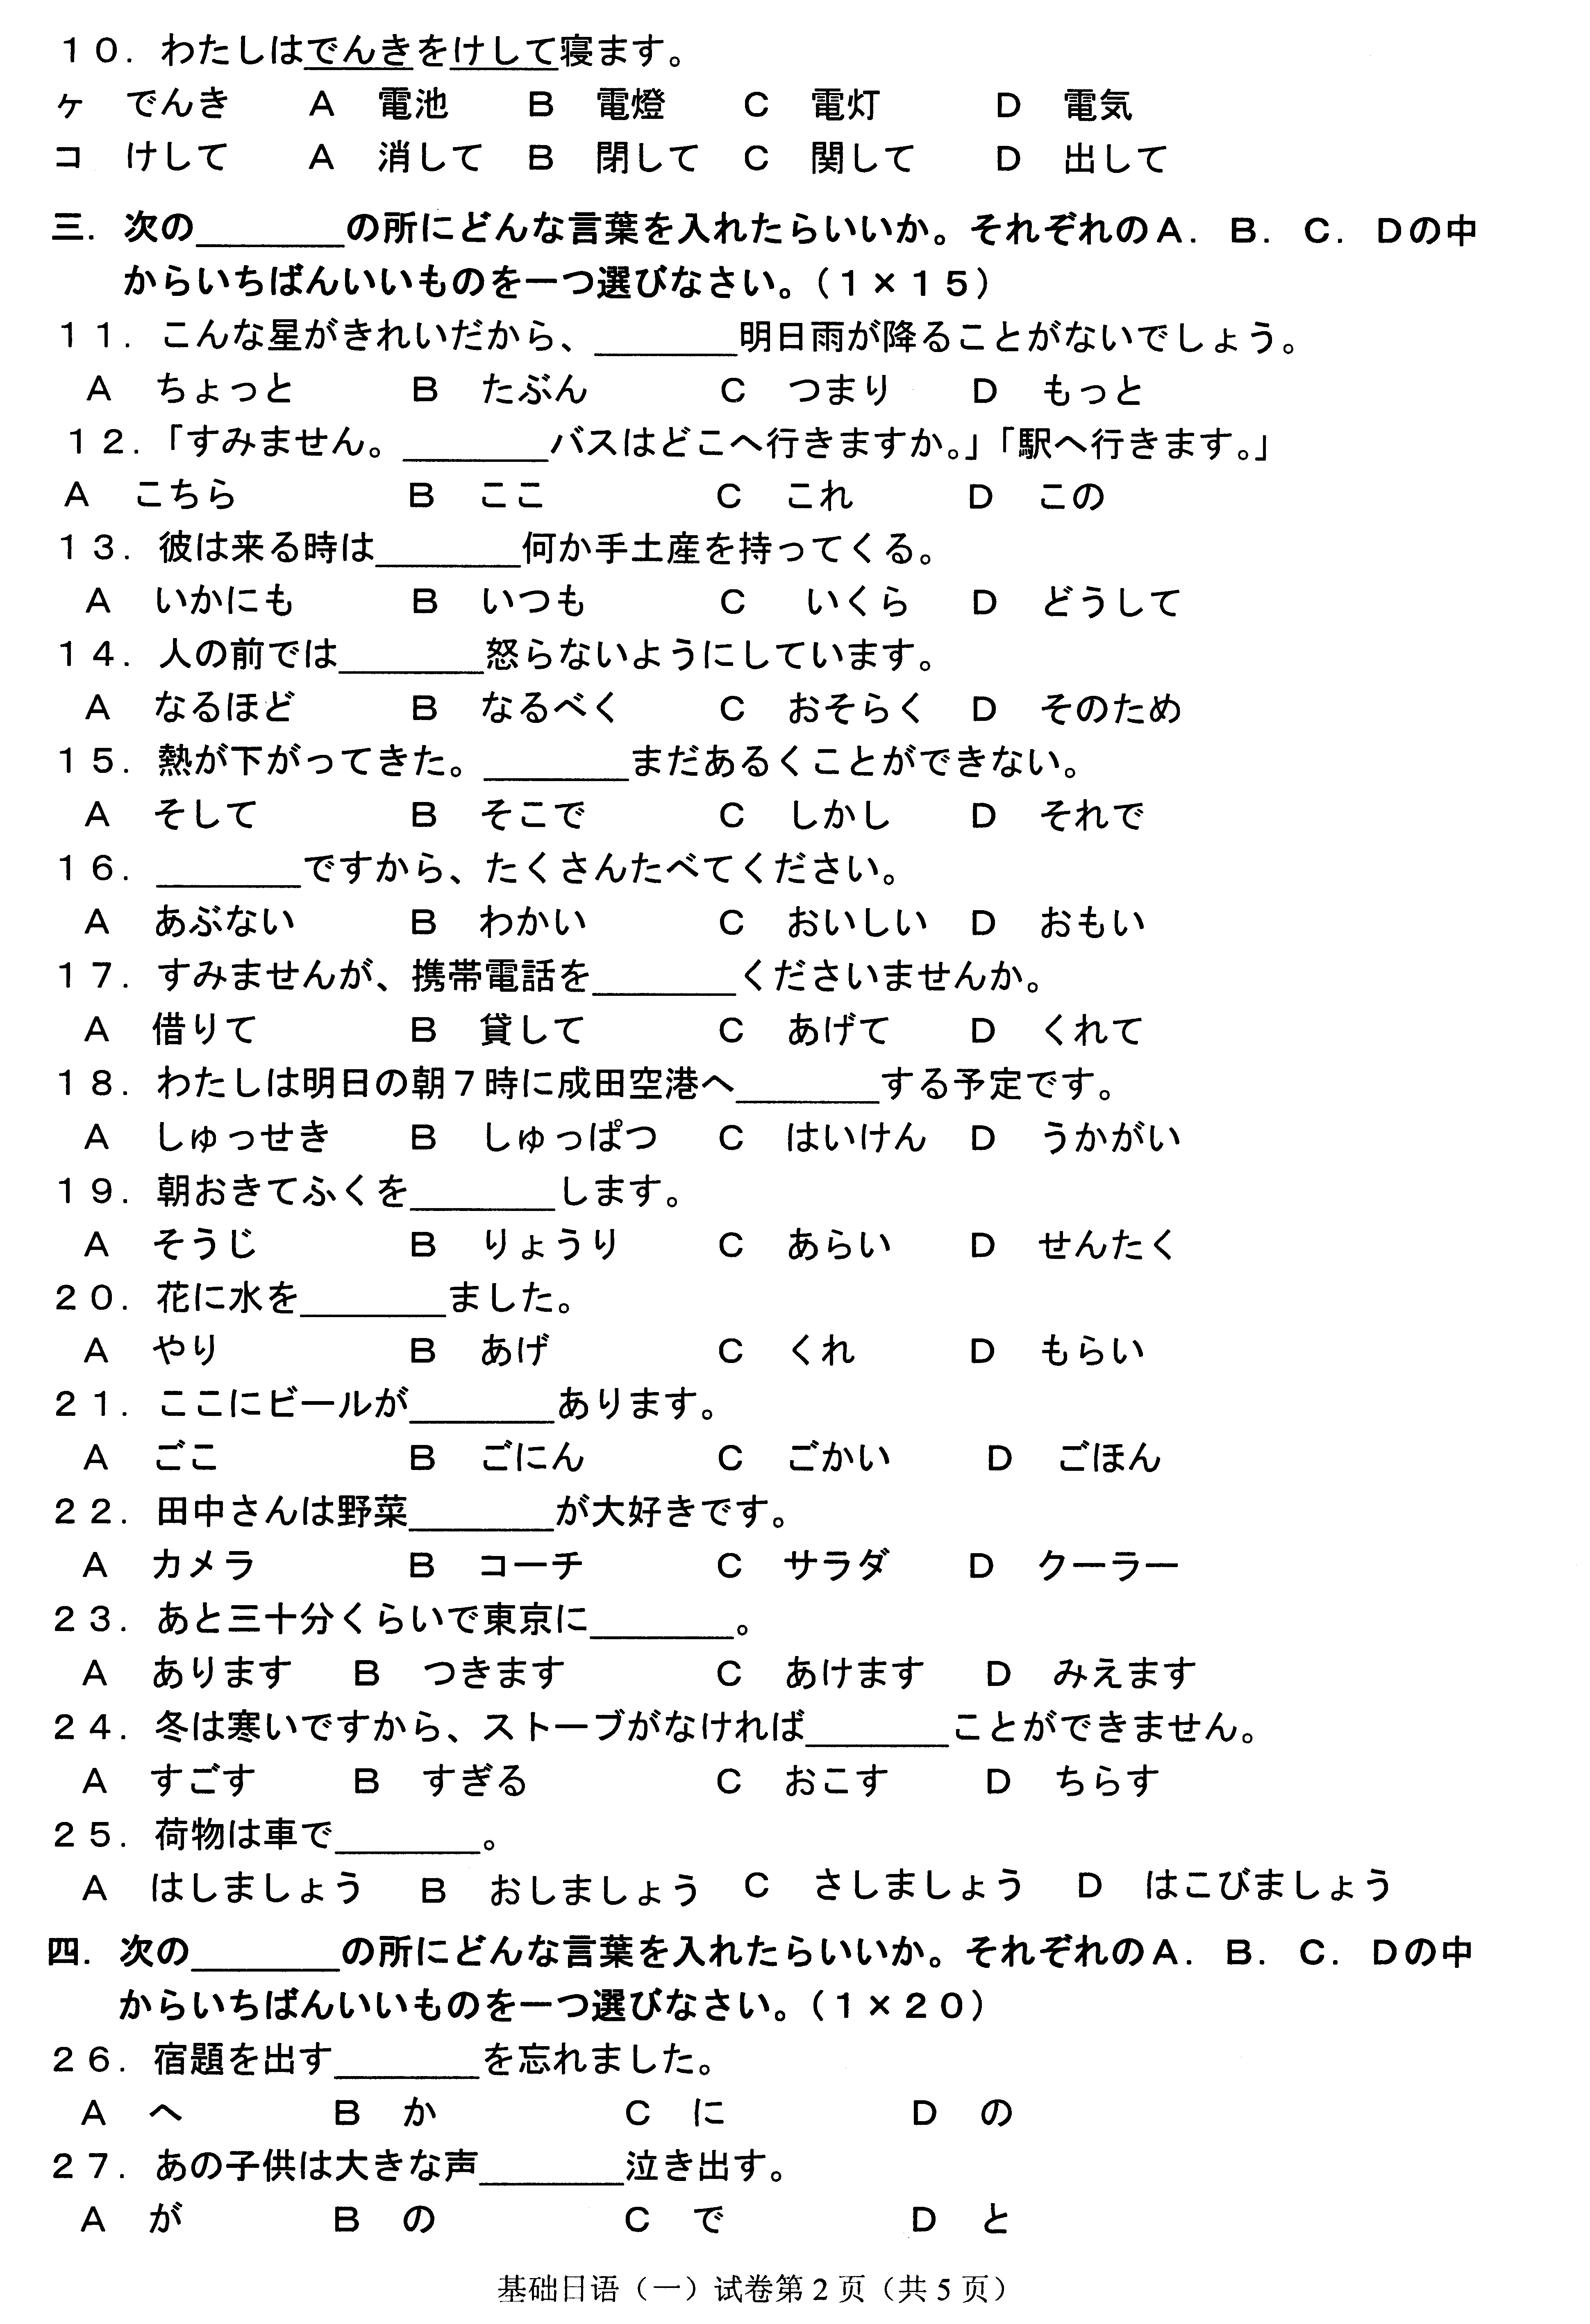 １０．わたしはでんきをけして寝ます。
ヶ　でんき　　Ａ　電池　　Ｂ　電燈　　Ｃ　電灯　　　Ｄ　電気
コ　けして　　Ａ　消して　Ｂ　閉して　Ｃ　関して　　Ｄ　出して
三．次の＿＿＿＿の所にどんな言葉を入れたらいいか。それぞれのＡ．Ｂ．Ｃ．Ｄの中
からいちばんいいものを一つ選びなさい。（１×１５）
１１．こんな星がきれいだから、＿＿＿＿明日雨が降ることがないでしょう。
Ａ　ちょっと　　　Ｂ　たぶん　　　Ｃ　つまり　　Ｄ　もっと
１２．「すみません。＿＿＿＿バスはどこへ行きますか。」「駅へ行きます。」
Ａ　こちら　　　　Ｂ　ここ　　　　Ｃ　これ　　　Ｄ　この
１３．彼は来る時は＿＿＿＿何か手土産を持ってくる。
Ａ　いかにも　　　Ｂ　いつも　　　Ｃ　いくら　　Ｄ　どうして
１４．人の前では＿＿＿＿怒らないようにしています。
Ａ　なるほど　　　Ｂ　なるべく　　Ｃ　おそらく　Ｄ　そのため
１５．熱が下がってきた。＿＿＿＿まだあるくことができない。
Ａ　そして　　　　Ｂ　そこで　　　Ｃ　しかし　　Ｄ　それで
１６．＿＿＿＿ですから、たくさんたべてください。
Ａ　あぶない　　　Ｂ　わかい　　　Ｃ　おいしい　Ｄ　おもい
１７．すみませんが、携帯電話を＿＿＿＿くださいませんか。
Ａ　借りて　　　　Ｂ　貸して　　　Ｃ　あげて　　Ｄ　くれて
１８．わたしは明日の朝７時に成田空港へ＿＿＿＿する予定です。
Ａ　しゅっせき　　Ｂ　しゅっぱつ　Ｃ　はいけん　Ｄ　うかがい
１９．朝おきてふくを＿＿＿＿します。
Ａ　そうじ　　　　Ｂ　りょうり　　Ｃ　あらい　　Ｄ　せんたく
２０．花に水を＿＿＿＿ました。
Ａ　やり　　　　　Ｂ　あげ　　　　Ｃ　くれ　　　Ｄ　もらい
２１．ここにビールが＿＿＿＿あります。
Ａ　ごこ　　　　　Ｂ　ごにん　　　Ｃ　ごかい　　Ｄ　ごほん
２２．田中さんは野菜＿＿＿＿が大好きです。
Ａ　カメラ　　　　Ｂ　コーチ　　　Ｃ　サラダ　　Ｄ　クーラー
２３．あと三十分くらいで東京に＿＿＿＿。
Ａ　あります　　Ｂ　つきます　　　Ｃ　あけます　Ｄ　みえます
２４．冬は寒いですから、ストーブがなければ＿＿＿＿ことができません。
Ａ　すごす　　　Ｂ　すぎる　　　　Ｃ　おこす　　Ｄ　ちらす
２５．荷物は車で＿＿＿＿。
Ａ　はしましょう　Ｂ　おしましょう　Ｃ　さしましょう　Ｄ　はこびましょう
四．次の＿＿＿＿の所にどんな言葉を入れたらいいか。それぞれのＡ．Ｂ．Ｃ．Ｄの中
からいちばんいいものを一つ選びなさい。（１×２０）
２６．宿題を出す＿＿＿＿を忘れました。
Ａ　へ　　　　Ｂ　か　　　　　Ｃ　に　　　　　Ｄ　の
２７．あの子供は大きな声＿＿＿＿泣き出す。
Ａ　が　　　　Ｂ　の　　　　　Ｃ　で　　　　　Ｄ　と
基础日语（一）试卷第 2 页（共 5 页）